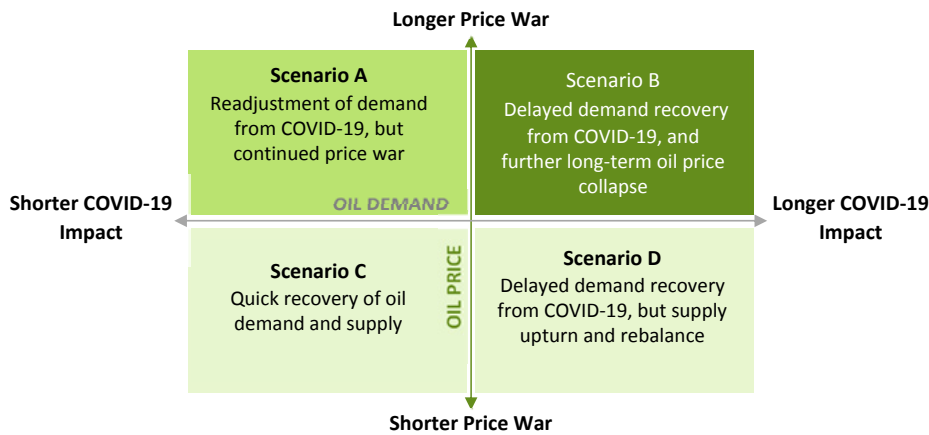 Longer Price War
Scenario A
Readjustment of demand
from COVID-19, but
continued price war
Scenario B
Delayed demand recovery
from COVID-19, and
further long-term oil price
collapse
Shorter COVID-19
Impact
OIL DEMAND
Longer COVID-19
Impact
Scenario C
Quick recovery of oil
demand and supply
OIL PRICE
Scenario D
Delayed demand recovery
from COVID-19, but supply
upturn and rebalance
Shorter Price War